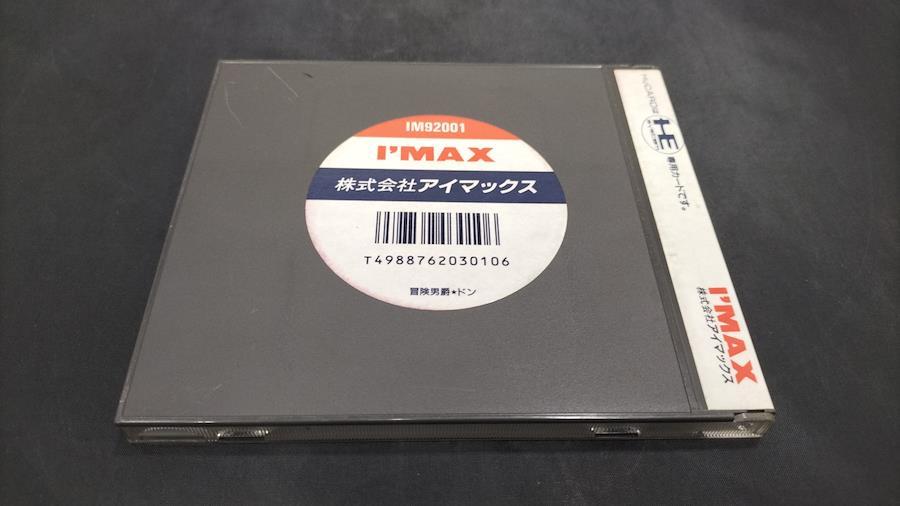 IM92001
I'MAX
株式会社アイマックス
T4988762030106
冒険男爵★ドン
HE
専用カードです。
I'MAX
株式会社アイマックス